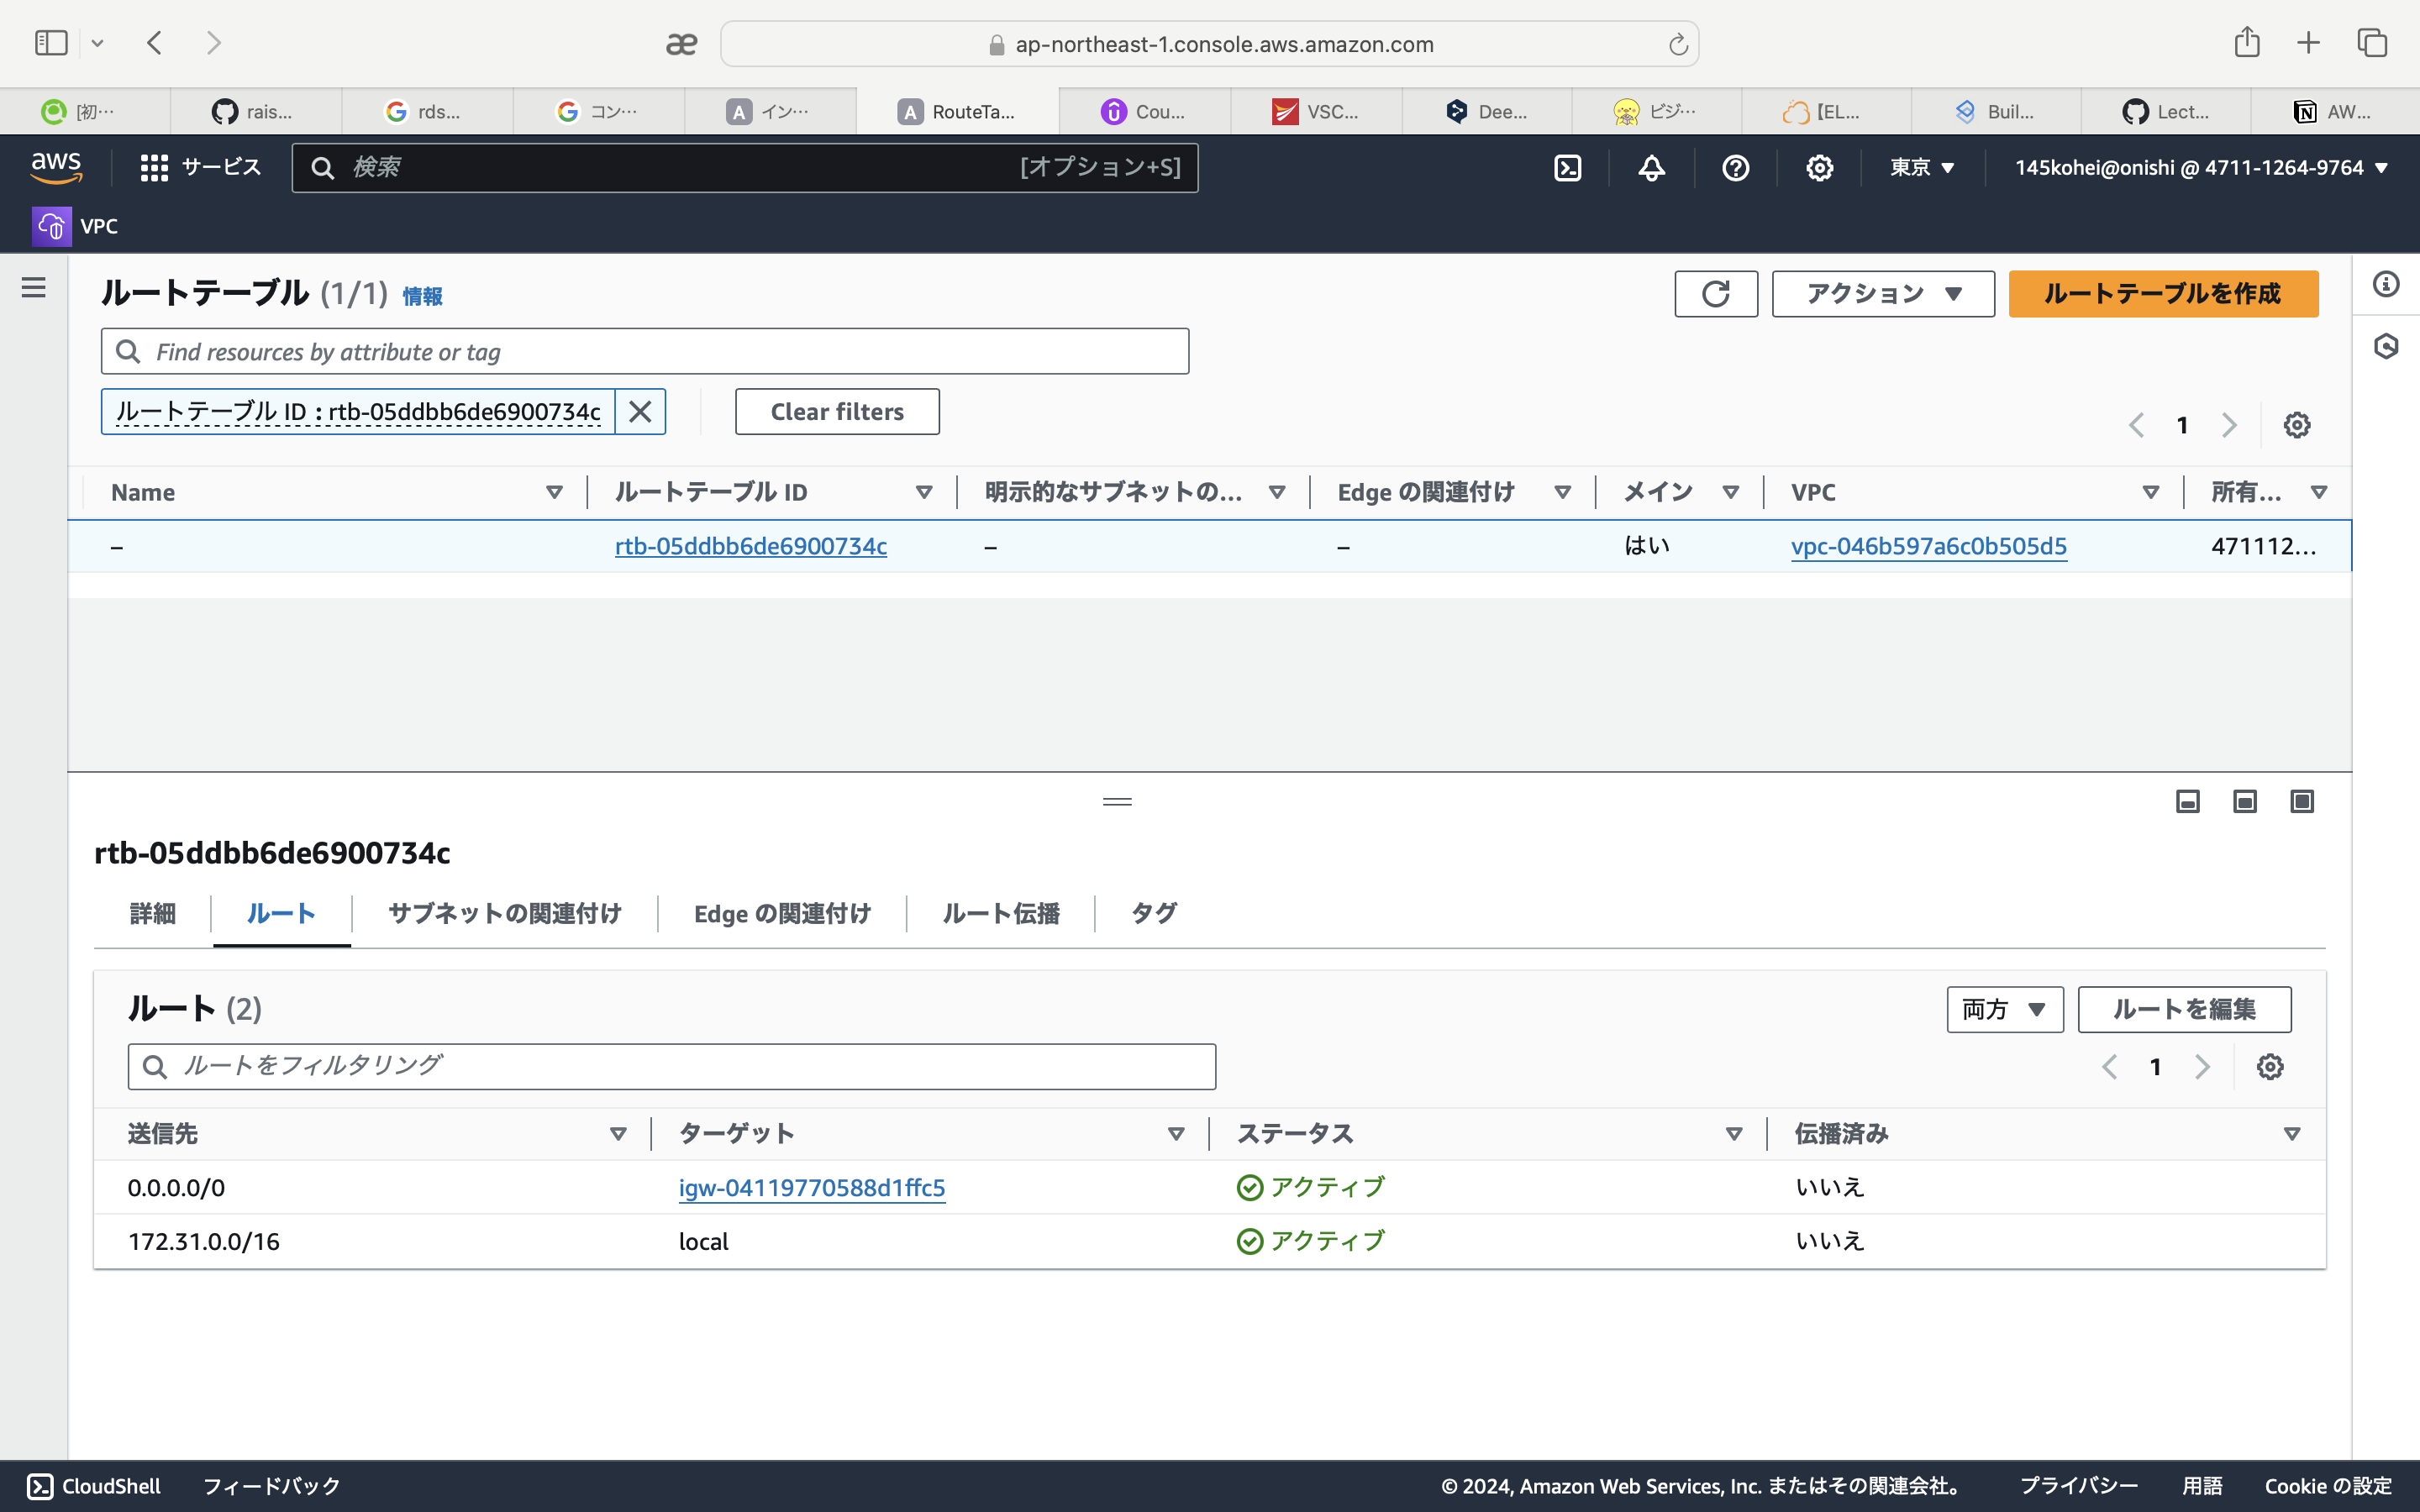 ap-northeast-1.console.aws.amazon.com
[初…
rais...
rds...
コン…
イン…
RouteTa...
Cou...
VSC...
Dee...
ビジ…
【EL...
Buil...
Lect...
AW...
aws
サービス
検索
[オプション+S]
東京
145kohei@onishi @ 4711-1264-9764
VPC
ルートテーブル (1/1) 情報
アクション
ルートテーブルを作成
Find resources by attribute or tag
ルートテーブル ID : rtb-05ddbb6de6900734c
Clear filters
1
Name
ルートテーブル ID
明示的なサブネットの...
Edge の関連付け
メイン
VPC
所有...
–
rtb-05ddbb6de6900734c
–
–
はい
vpc-046b597a6c0b505d5
471112...
rtb-05ddbb6de6900734c
詳細
ルート
サブネットの関連付け
Edge の関連付け
ルート伝播
タグ
ルート (2)
両方
ルートを編集
ルートをフィルタリング
1
送信先
ターゲット
ステータス
伝播済み
0.0.0.0/0
igw-04119770588d1ffc5
アクティブ
いいえ
172.31.0.0/16
local
アクティブ
いいえ
CloudShell
フィードバック
© 2024, Amazon Web Services, Inc. またはその関連会社。
プライバシー
用語
Cookie の設定